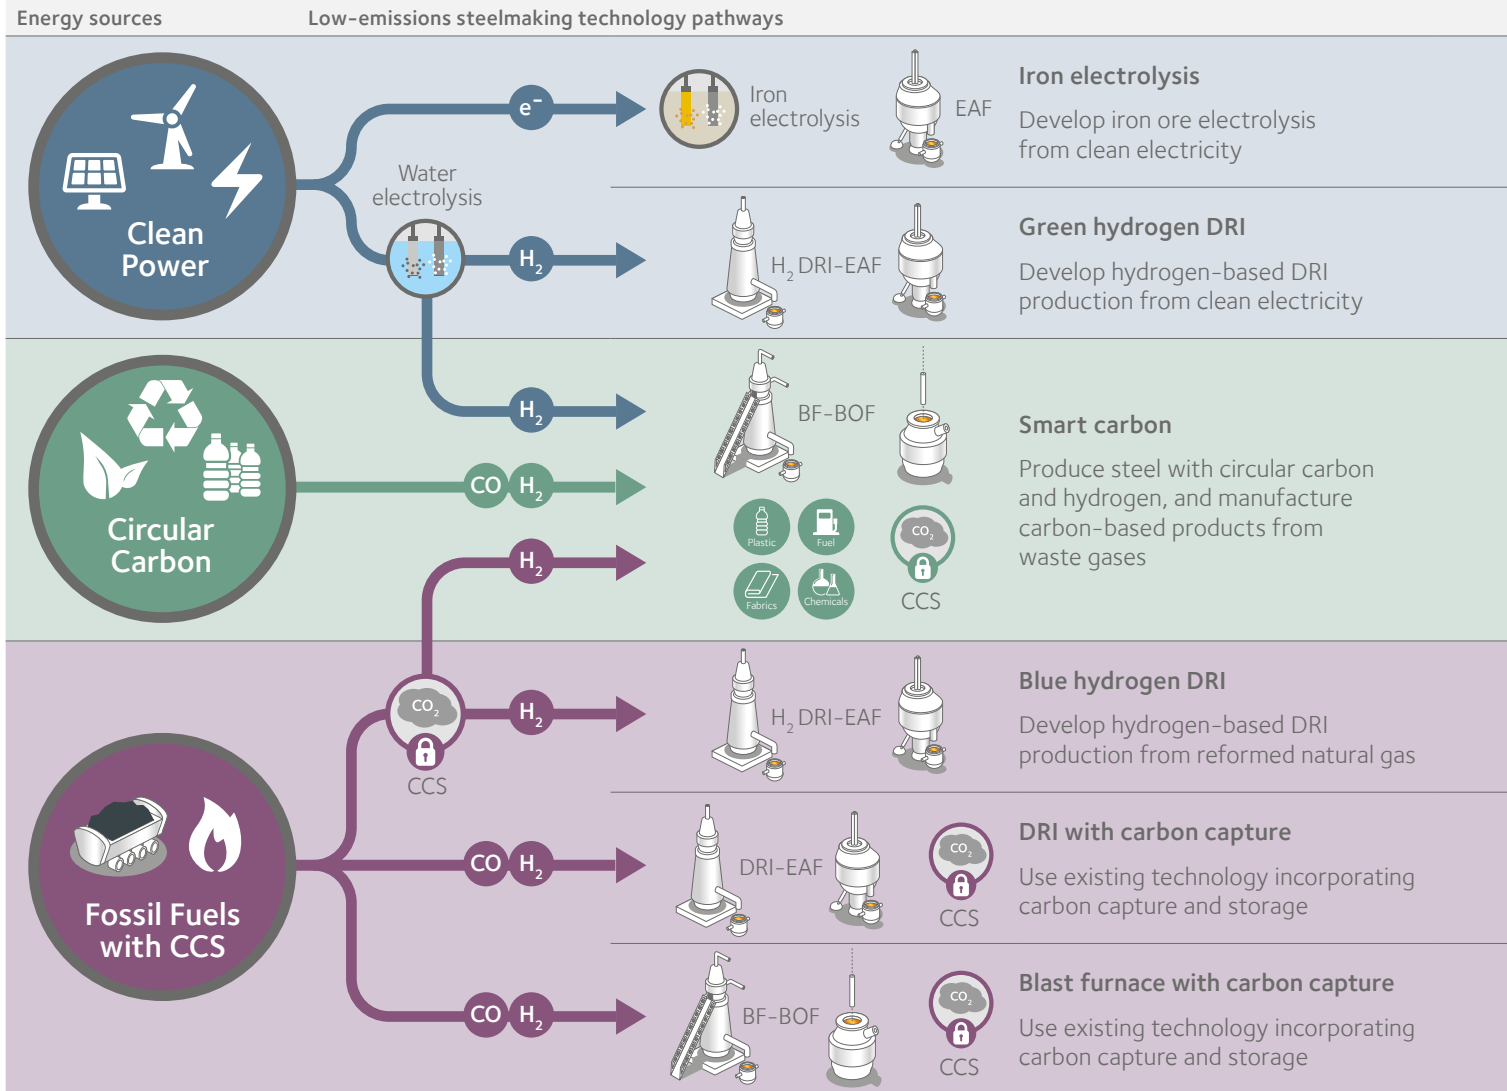 Energy sources
Low-emissions steelmaking technology pathways
Clean
Power
e⁻
Iron
electrolysis
EAF
Iron electrolysis
Develop iron ore electrolysis
from clean electricity
Water
electrolysis
H₂
H₂ DRI-EAF
Green hydrogen DRI
Develop hydrogen-based DRI
production from clean electricity
Circular
Carbon
H₂
CO H₂
H₂
BF-BOF
Plastic
Fuel
Fabrics
Chemicals
CO₂
CCS
Smart carbon
Produce steel with circular carbon
and hydrogen, and manufacture
carbon-based products from
waste gases
Fossil Fuels
with CCS
CO₂
CCS
H₂
H₂ DRI-EAF
Blue hydrogen DRI
Develop hydrogen-based DRI
production from reformed natural gas
CO H₂
DRI-EAF
CO₂
CCS
DRI with carbon capture
Use existing technology incorporating
carbon capture and storage
CO H₂
BF-BOF
CO₂
CCS
Blast furnace with carbon capture
Use existing technology incorporating
carbon capture and storage